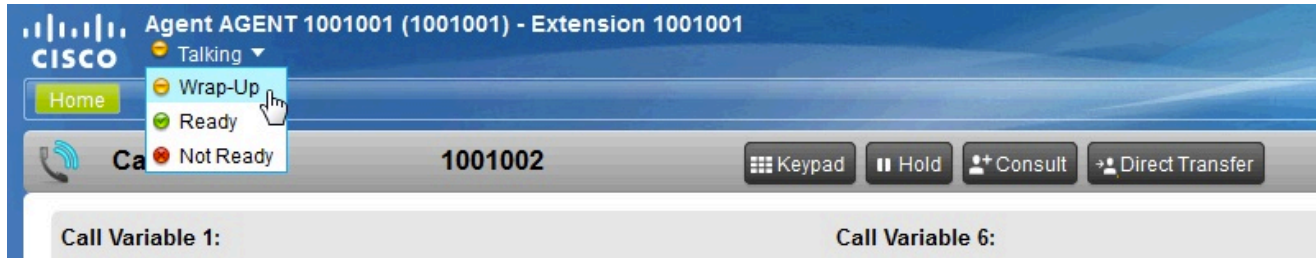 Agent AGENT 1001001 (1001001) - Extension 1001001
CISCO
Talking
Home
Wrap-Up
Ready
Not Ready
Ca
1001002
Keypad
Hold
Consult
Direct Transfer
Call Variable 1:
Call Variable 6: